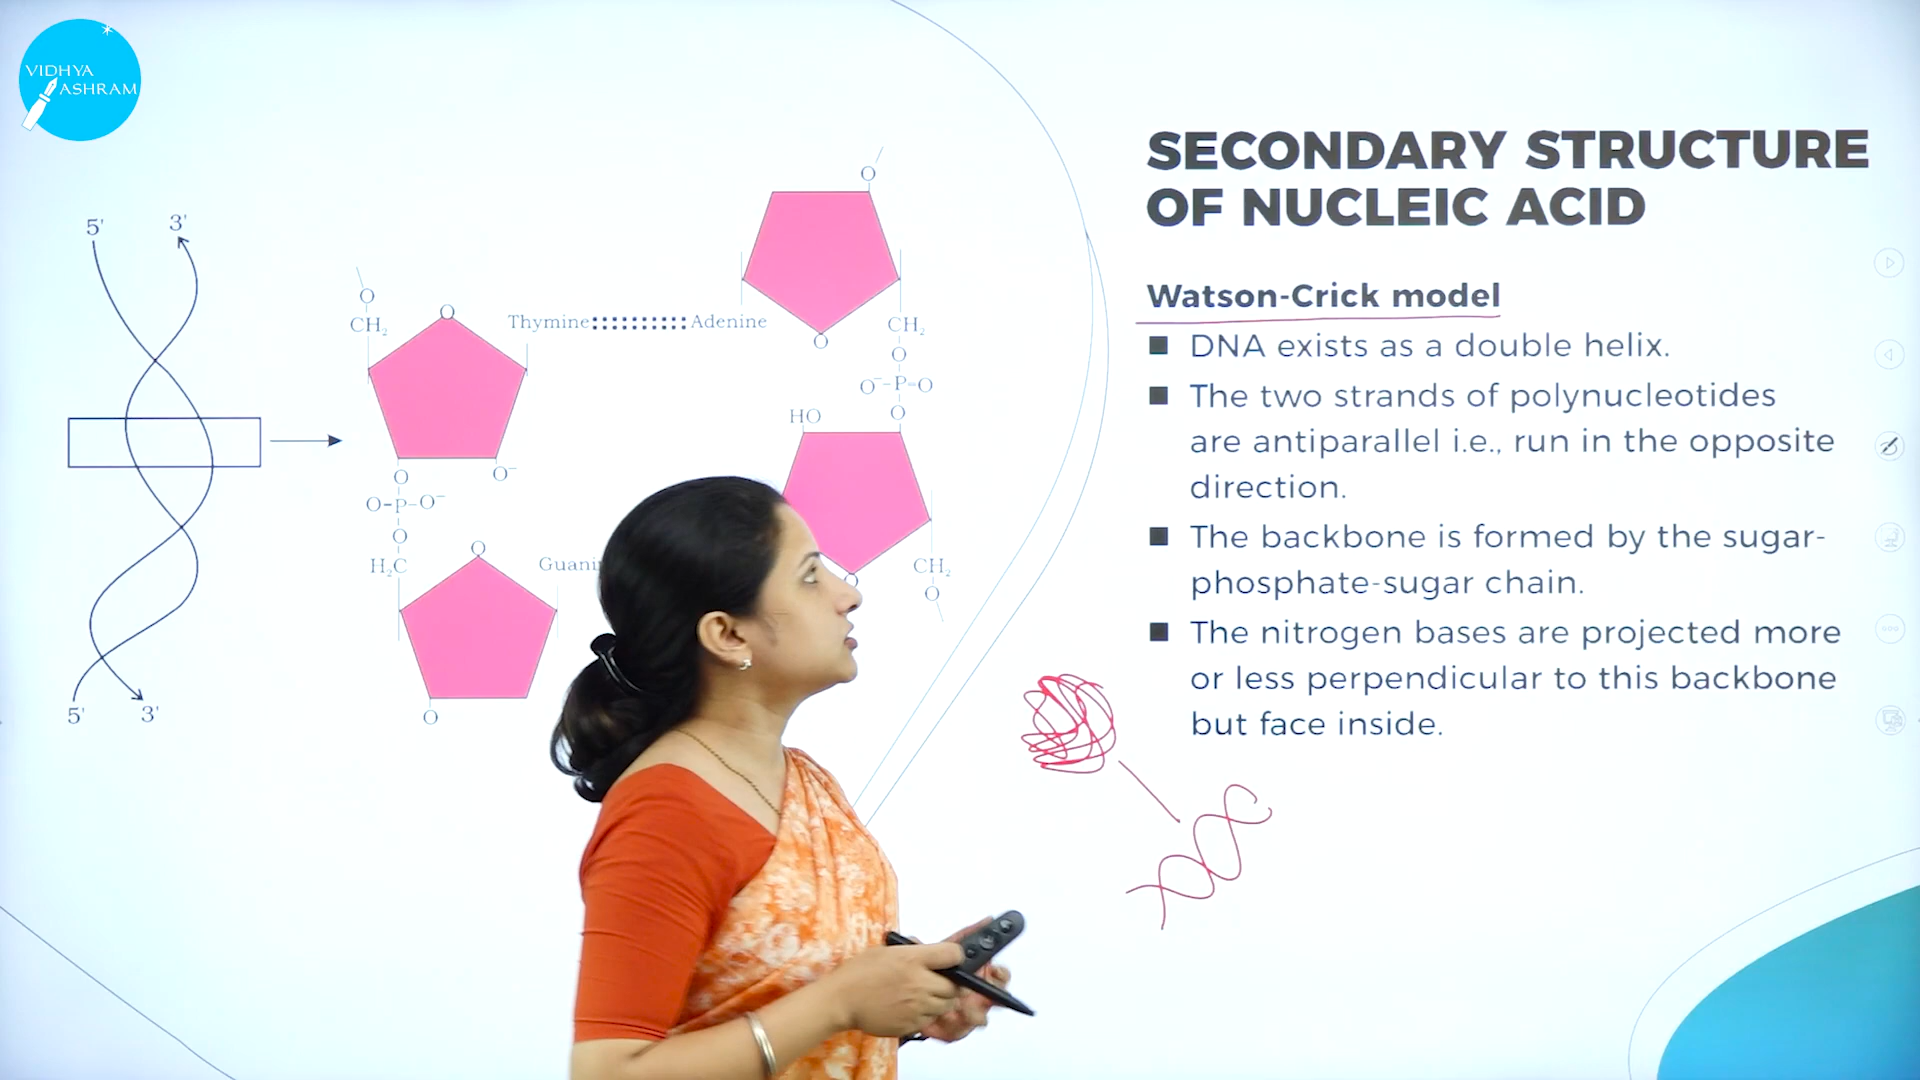 VIDHYA
ASHRAM
SECONDARY STRUCTURE
OF NUCLEIC ACID
Watson-Crick model
■ DNA exists as a double helix.
■ The two strands of polynucleotides
are antiparallel i.e., run in the opposite
direction.
■ The backbone is formed by the sugar-
phosphate-sugar chain.
■ The nitrogen bases are projected more
or less perpendicular to this backbone
but face inside.
5' 3'
5' 3'
O
CH₂
O
Thymine Adenine
O
O⁻
O
O-P-O⁻
O
H₂C
O
O
O
O
CH₂
O
O⁻-P=O
O
HO
O
CH₂
O